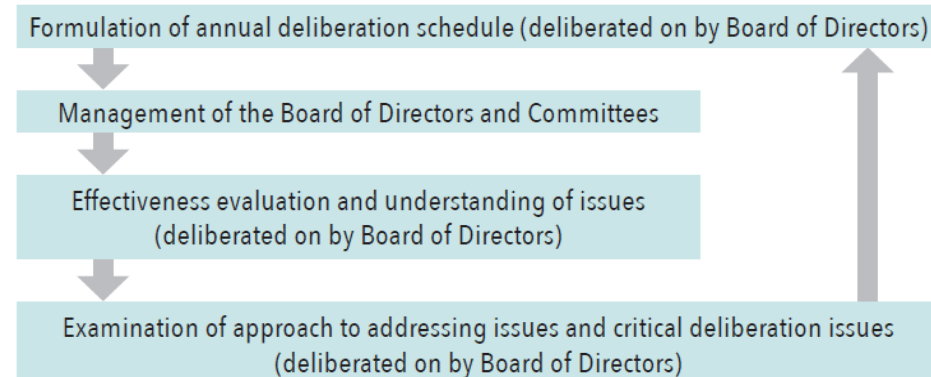 Formulation of annual deliberation schedule (deliberated on by Board of Directors)
Management of the Board of Directors and Committees
Effectiveness evaluation and understanding of issues
(deliberated on by Board of Directors)
Examination of approach to addressing issues and critical deliberation issues
(deliberated on by Board of Directors)